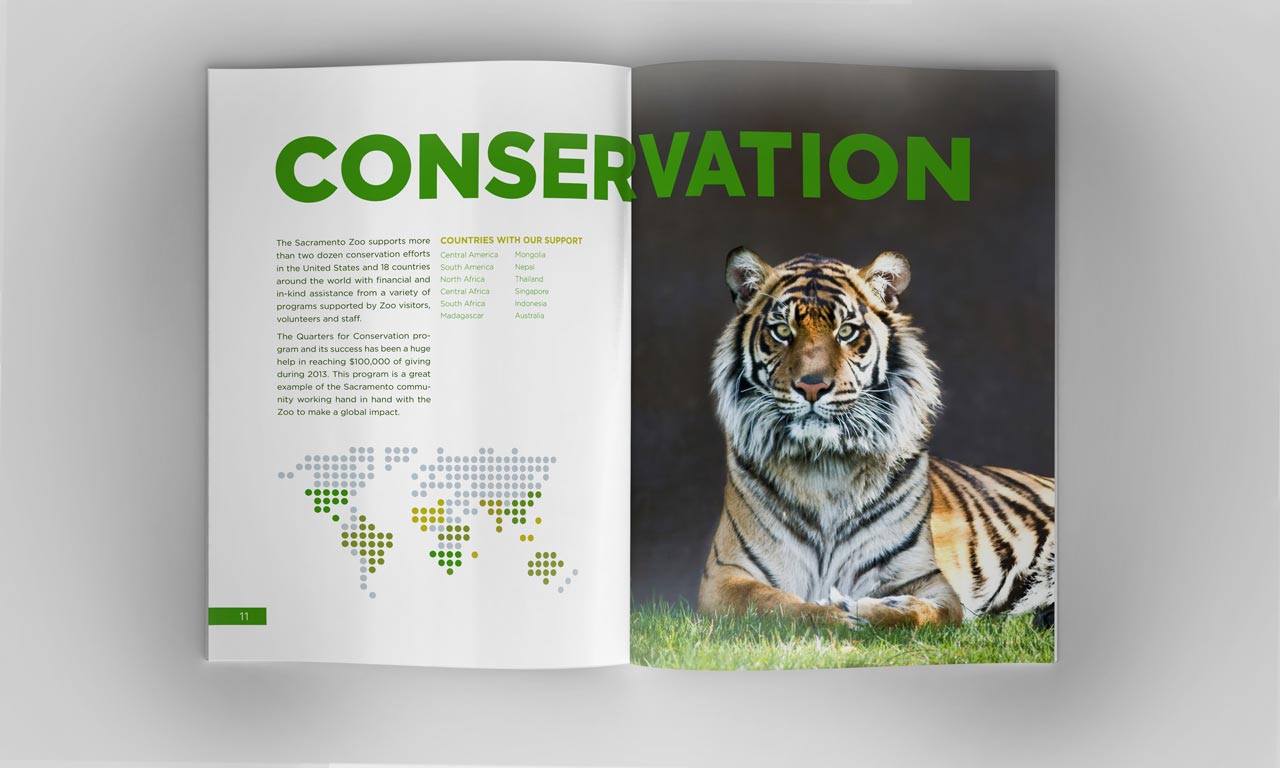 CONSERVATION
The Sacramento Zoo supports more
than two dozen conservation efforts
in the United States and 18 countries
around the world with financial and
in-kind assistance from a variety of
programs supported by Zoo visitors,
volunteers and staff.
The Quarters for Conservation pro-
gram and its success has been a huge
help in reaching $100,000 of giving
during 2013. This program is a great
example of the Sacramento commu-
nity working hand in hand with the
Zoo to make a global impact.
COUNTRIES WITH OUR SUPPORT
Central America
South America
North Africa
Central Africa
South Africa
Madagascar
Mongolia
Nepal
Thailand
Singapore
Indonesia
Australia
11